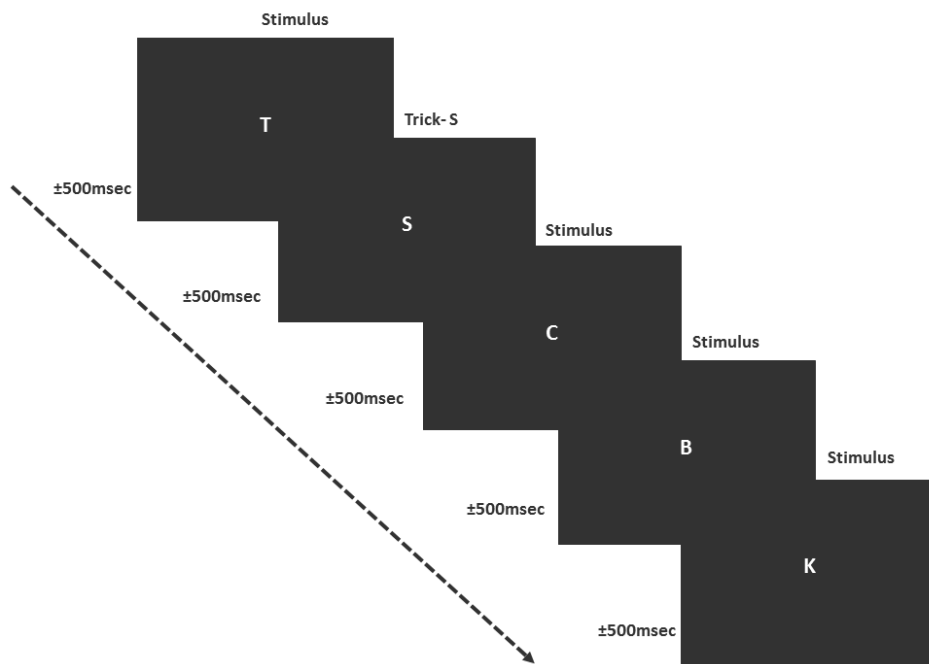 Stimulus
T
Trick- S
±500msec
S
Stimulus
±500msec
C
Stimulus
±500msec
B
Stimulus
±500msec
K
±500msec